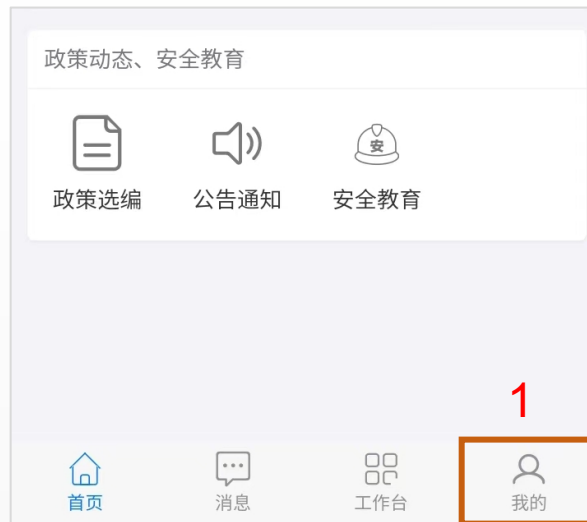 政策动态、安全教育
安
政策选编 公告通知 安全教育
1
首页 消息 工作台 我的